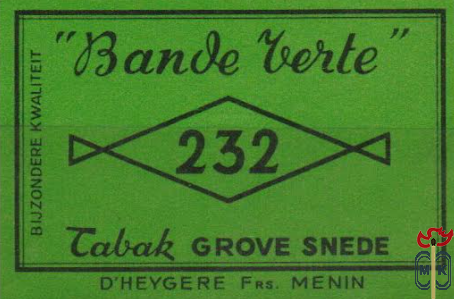 "Bande Verte"
BIJZONDERE KWALITEIT
232
Tabak GROVE SNEDE
D'HEYGERE FRS. MENIN
M K